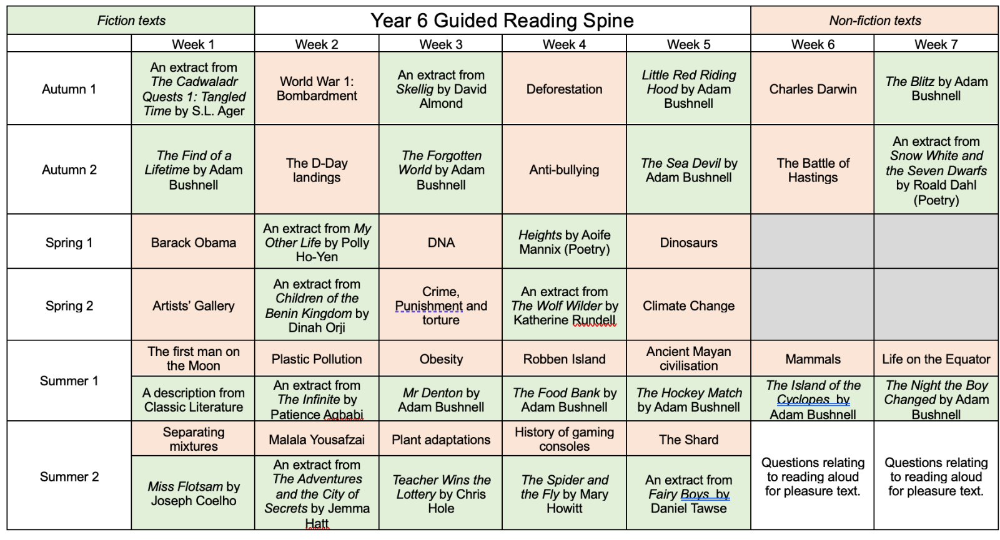 Fiction texts
Year 6 Guided Reading Spine
Non-fiction texts
Week 1
Week 2
Week 3
Week 4
Week 5
Week 6
Week 7
Autumn 1
An extract from
The Cadwaladr
Quests 1: Tangled
Time by S.L. Ager
World War 1:
Bombardment
An extract from
Skellig by David
Almond
Deforestation
Little Red Riding
Hood by Adam
Bushnell
Charles Darwin
The Blitz by Adam
Bushnell
Autumn 2
The Find of a
Lifetime by Adam
Bushnell
The D-Day
landings
The Forgotten
World by Adam
Bushnell
Anti-bullying
The Sea Devil by
Adam Bushnell
The Battle of
Hastings
An extract from
Snow White and
the Seven Dwarfs
by Roald Dahl
(Poetry)
Spring 1
Barack Obama
An extract from My
Other Life by Polly
Ho-Yen
DNA
Heights by Aoife
Mannix (Poetry)
Dinosaurs
Spring 2
Artists’ Gallery
An extract from
Children of the
Benin Kingdom by
Dinah Orji
Crime,
Punishment and
torture
An extract from
The Wolf Wilder by
Katherine Rundell
Climate Change
Summer 1
The first man on
the Moon
Plastic Pollution
Obesity
Robben Island
Ancient Mayan
civilisation
Mammals
Life on the Equator
A description from
Classic Literature
An extract from
The Infinite by
Patience Agbabi
Mr Denton by
Adam Bushnell
The Food Bank by
Adam Bushnell
The Hockey Match
by Adam Bushnell
The Island of the
Cyclopes by
Adam Bushnell
The Night the Boy
Changed by Adam
Bushnell
Summer 2
Separating
mixtures
Malala Yousafzai
Plant adaptations
History of gaming
consoles
The Shard
Questions relating
to reading aloud
for pleasure text.
Questions relating
to reading aloud
for pleasure text.
Miss Flotsam by
Joseph Coelho
An extract from
The Adventures
and the City of
Secrets by Jemma
Hatt
Teacher Wins the
Lottery by Chris
Hole
The Spider and
the Fly by Mary
Howitt
An extract from
Fairy Boys by
Daniel Tawse